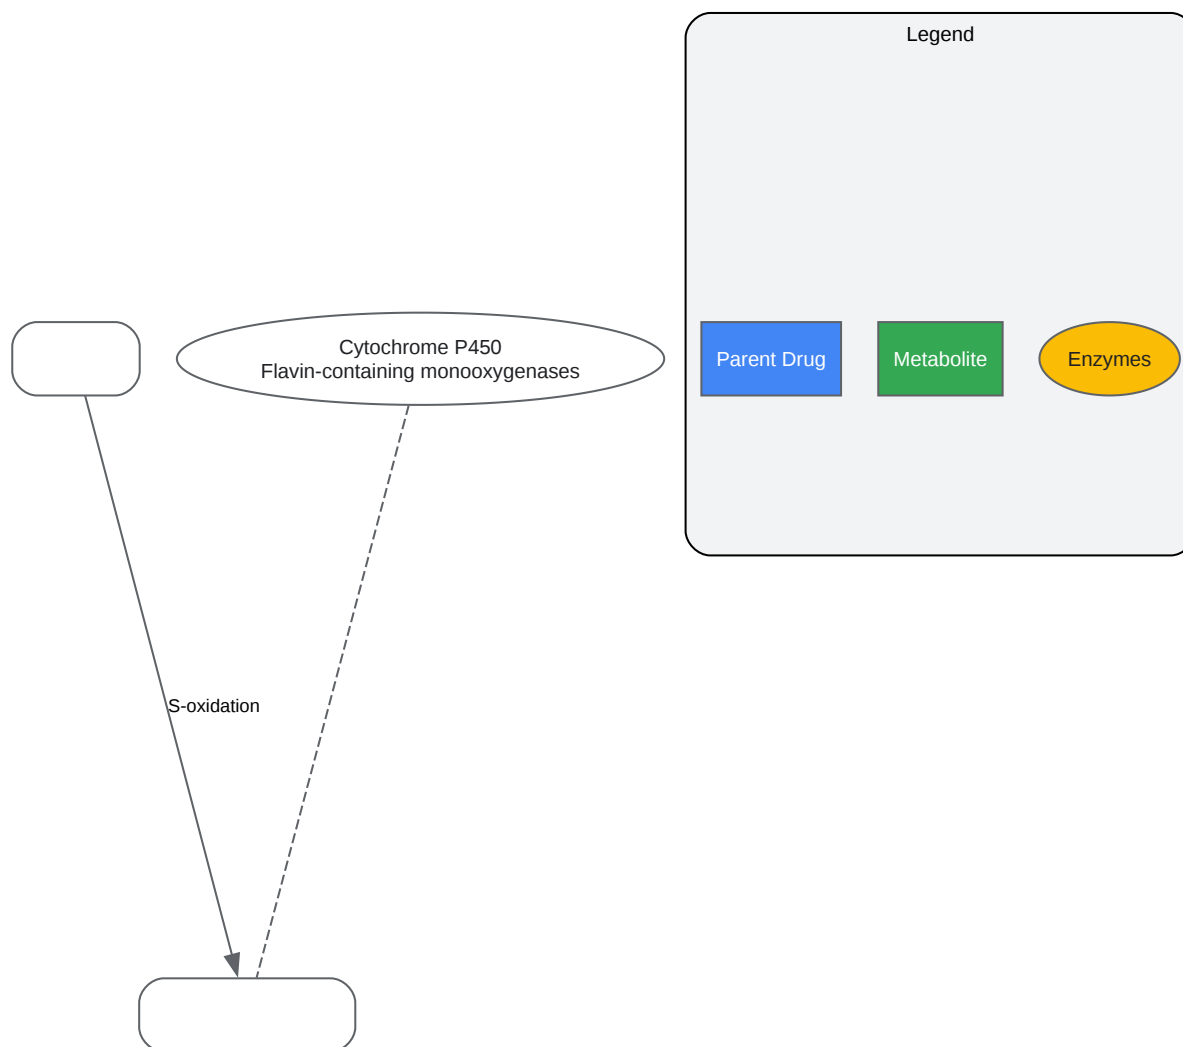 Legend
Cytochrome P450
Flavin-containing monooxygenases
Parent Drug
Metabolite
Enzymes
S-oxidation